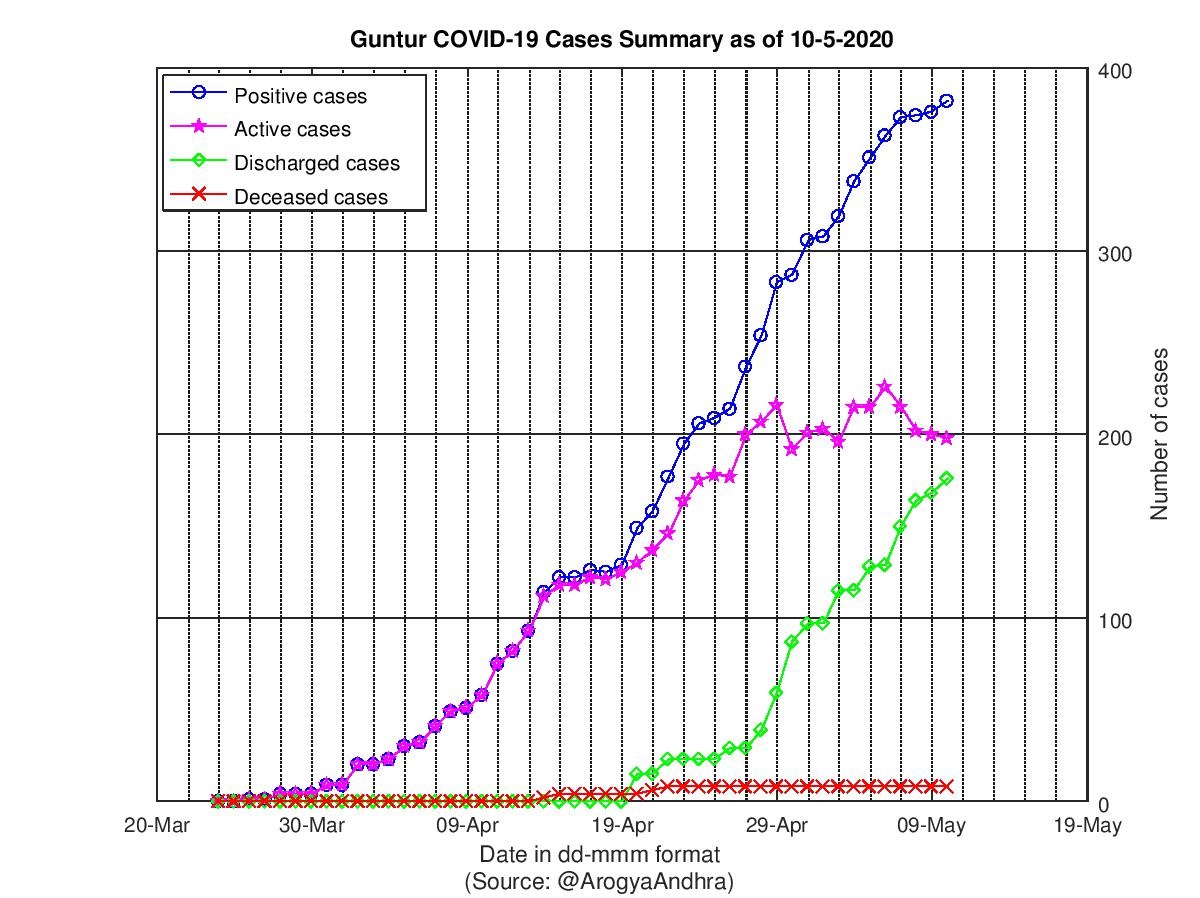 Guntur COVID-19 Cases Summary as of 10-5-2020
Positive cases
Active cases
Discharged cases
Deceased cases
400
300
200
100
0
Number of cases
20-Mar
30-Mar
09-Apr
19-Apr
29-Apr
09-May
19-May
Date in dd-mmm format
(Source: @ArogyaAndhra)